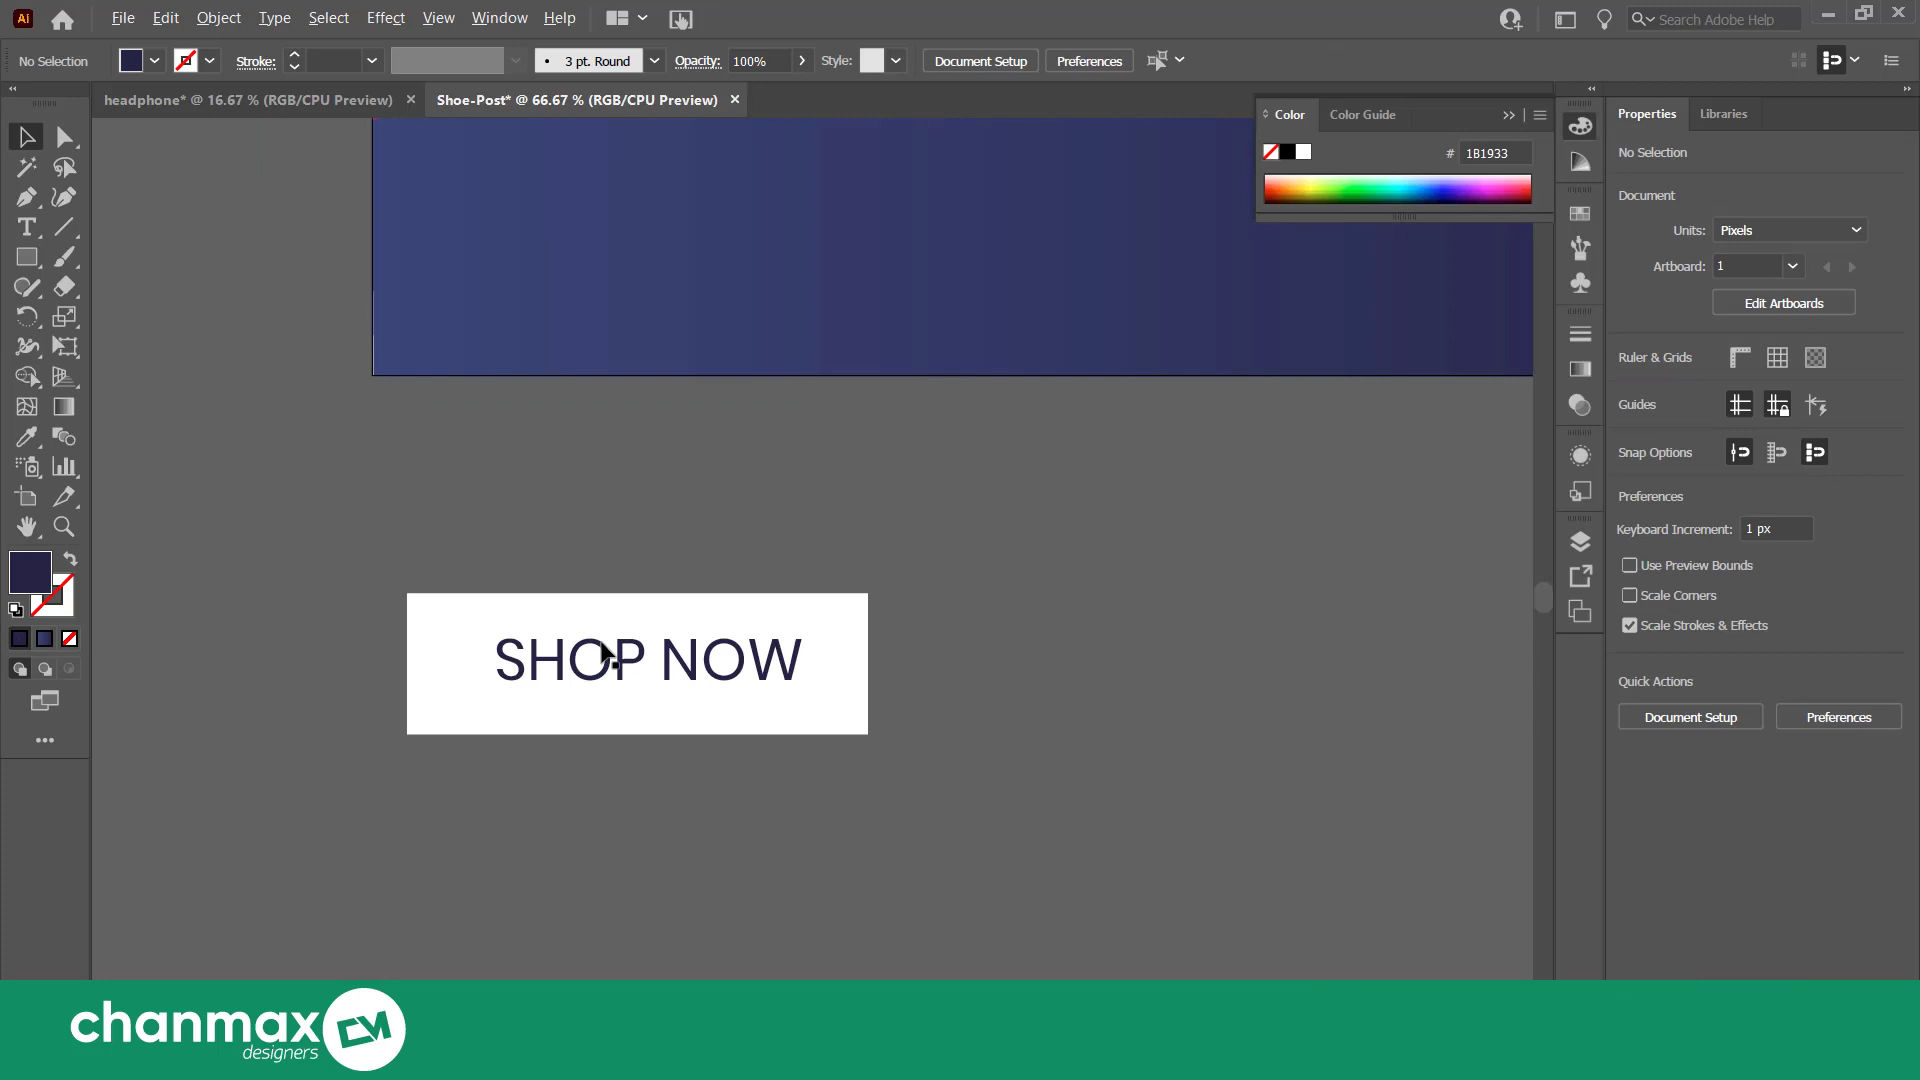 Ai File Edit Object Type Select Effect View Window Help Search Adobe Help
No Selection Stroke: 3 pt. Round Opacity: 100% Style: Document Setup Preferences
headphone* @ 16.67 % (RGB/CPU Preview) Shoe-Post* @ 66.67 % (RGB/CPU Preview)
Color Color Guide
# 1B1933
Properties Libraries
No Selection
Document
Units: Pixels
Artboard: 1
Edit Artboards
Ruler & Grids
Guides
Snap Options
Preferences
Keyboard Increment: 1 px
Use Preview Bounds
Scale Corners
Scale Strokes & Effects
Quick Actions
Document Setup Preferences
SHOP NOW
chanmax
designers
CM